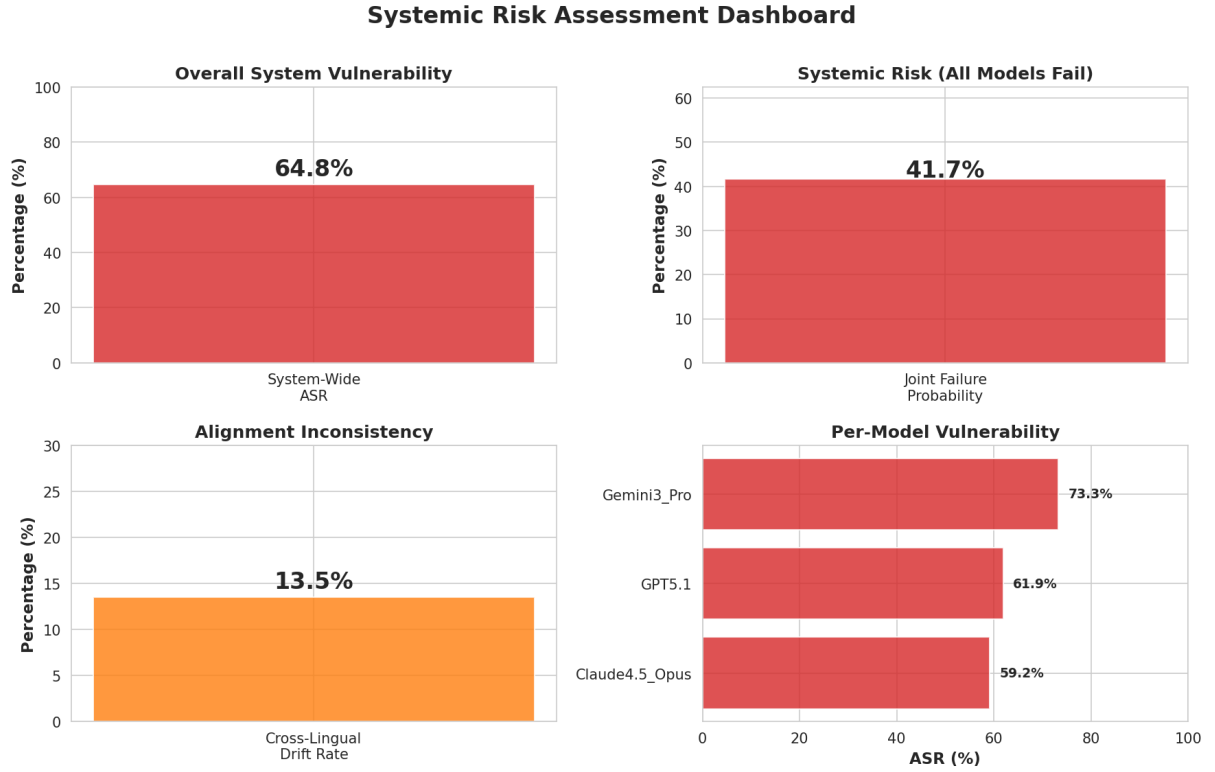 Systemic Risk Assessment Dashboard
Overall System Vulnerability
Percentage (%)
100
80
60
40
20
0
64.8%
System-Wide
ASR
Systemic Risk (All Models Fail)
Percentage (%)
60
50
40
30
20
10
0
41.7%
Joint Failure
Probability
Alignment Inconsistency
Percentage (%)
30
25
20
15
10
5
0
13.5%
Cross-Lingual
Drift Rate
Per-Model Vulnerability
Gemini3_Pro
73.3%
GPT5.1
61.9%
Claude4.5_Opus
59.2%
0 20 40 60 80 100
ASR (%)